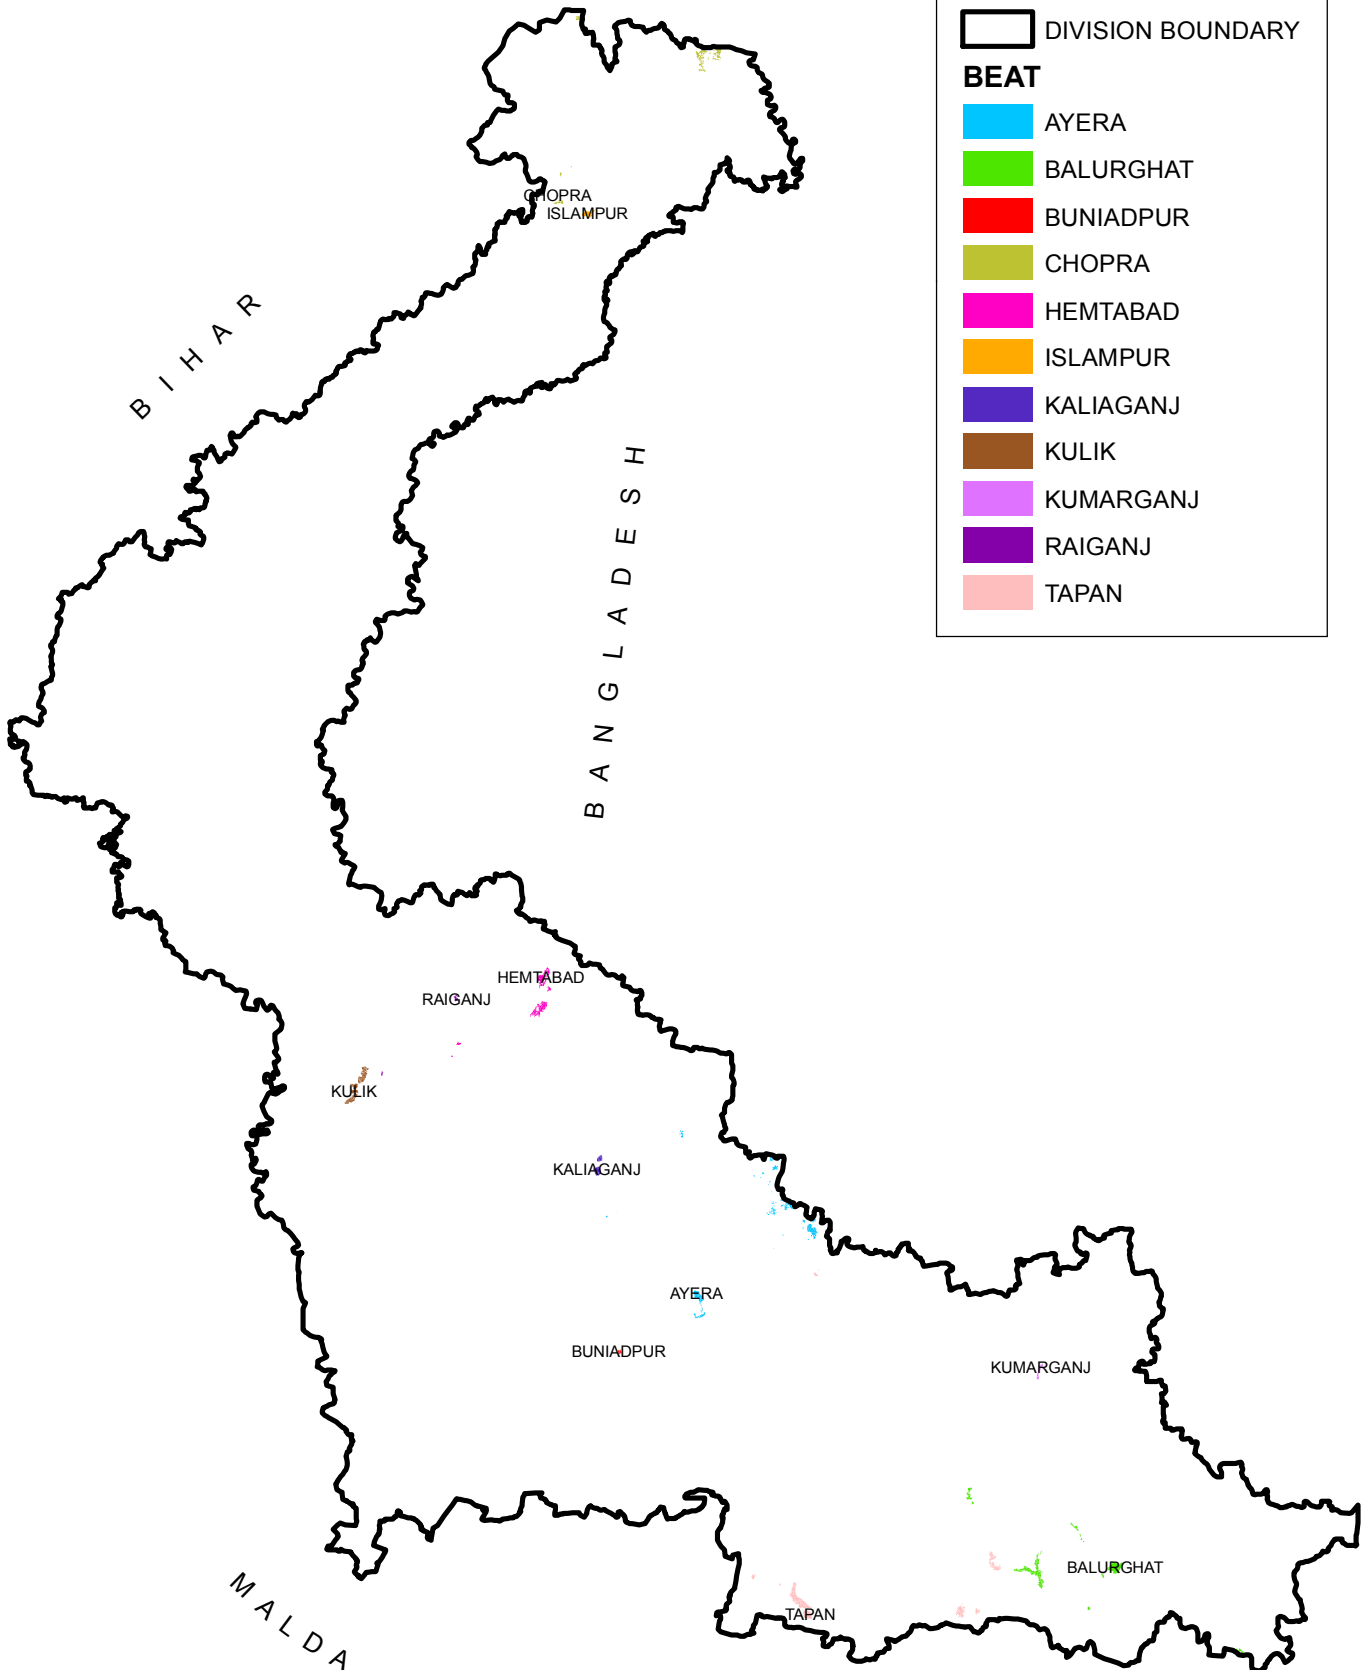 DIVISION BOUNDARY
BEAT
AYERA
BALURGHAT
BUNIADPUR
CHOPRA
HEMTABAD
ISLAMPUR
KALIAGANJ
KULIK
KUMARGANJ
RAIGANJ
TAPAN
CHOPRA
ISLAMPUR
BIHAR
BANGLADESH
HEMTABAD
RAIGANJ
KULIK
KALIAGANJ
AYERA
BUNIADPUR
KUMARGANJ
BALURGHAT
TAPAN
MALDA